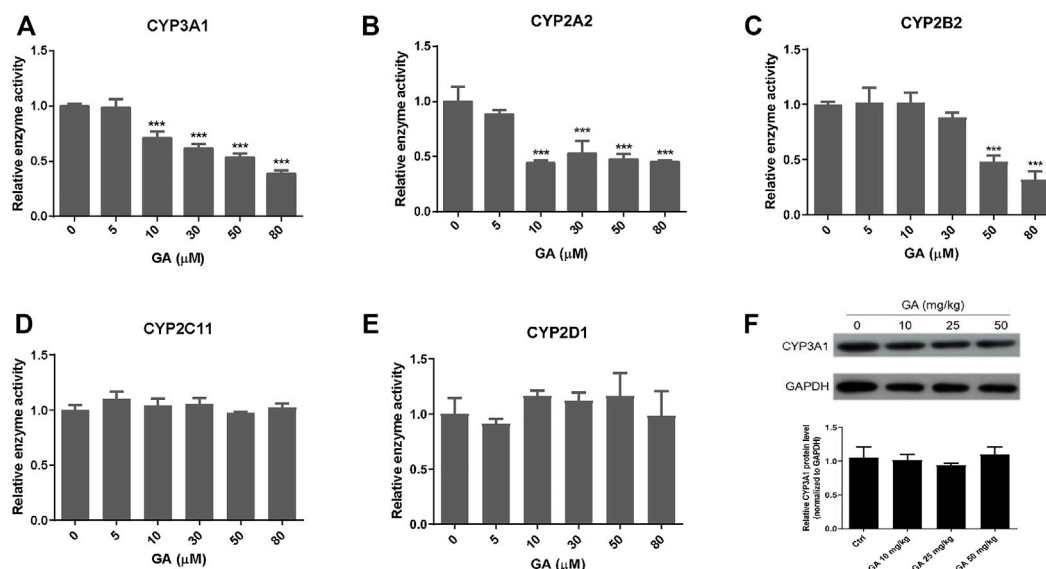 A
CYP3A1
Relative enzyme activity
1.5
1.0
0.5
0.0
***
***
***
***
0 5 10 30 50 80
GA (μM)
B
CYP2A2
Relative enzyme activity
1.5
1.0
0.5
0.0
***
***
***
***
0 5 10 30 50 80
GA (μM)
C
CYP2B2
Relative enzyme activity
1.5
1.0
0.5
0.0
***
***
0 5 10 30 50 80
GA (μM)
D
CYP2C11
Relative enzyme activity
1.5
1.0
0.5
0.0
0 5 10 30 50 80
GA (μM)
E
CYP2D1
Relative enzyme activity
1.5
1.0
0.5
0.0
0 5 10 30 50 80
GA (μM)
F
GA (mg/kg)
0 10 25 50
CYP3A1
GAPDH
Relative CYP3A1 protein level
(normalized to GAPDH)
1.5
1.0
0.5
0.0
Ctrl
GA 10 mg/kg
GA 25 mg/kg
GA 50 mg/kg